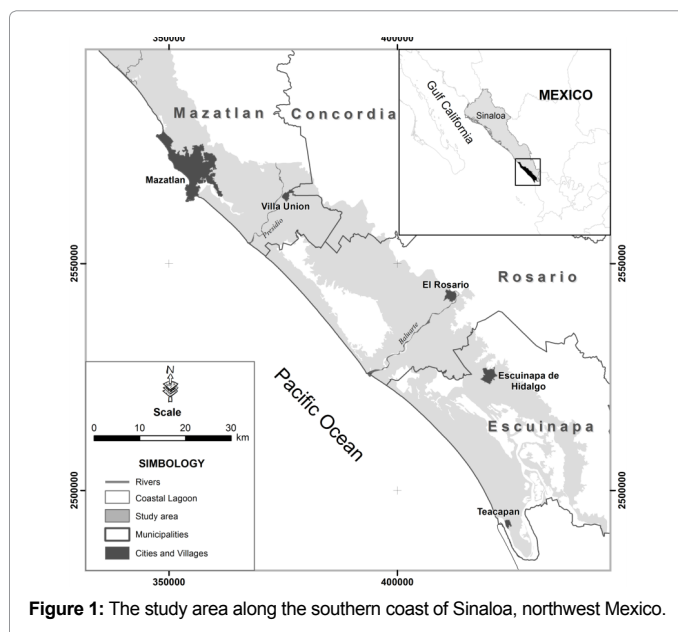 350000
400000
MEXICO
Gulf California
Sinaloa
Mazatlan
Concordia
Mazatlan
Villa Union
Presidio
2550000
2550000
El Rosario
Rosario
Baluarte
Escuinapa de
Hidalgo
Escuinapa
Pacific Ocean
N
Scale
0 10 20 30
km
SIMBOLOGY
Rivers
Coastal Lagoon
Study area
Municipalities
Cities and Villages
2500000
2500000
Teacapan
350000
400000
Figure 1: The study area along the southern coast of Sinaloa, northwest Mexico.